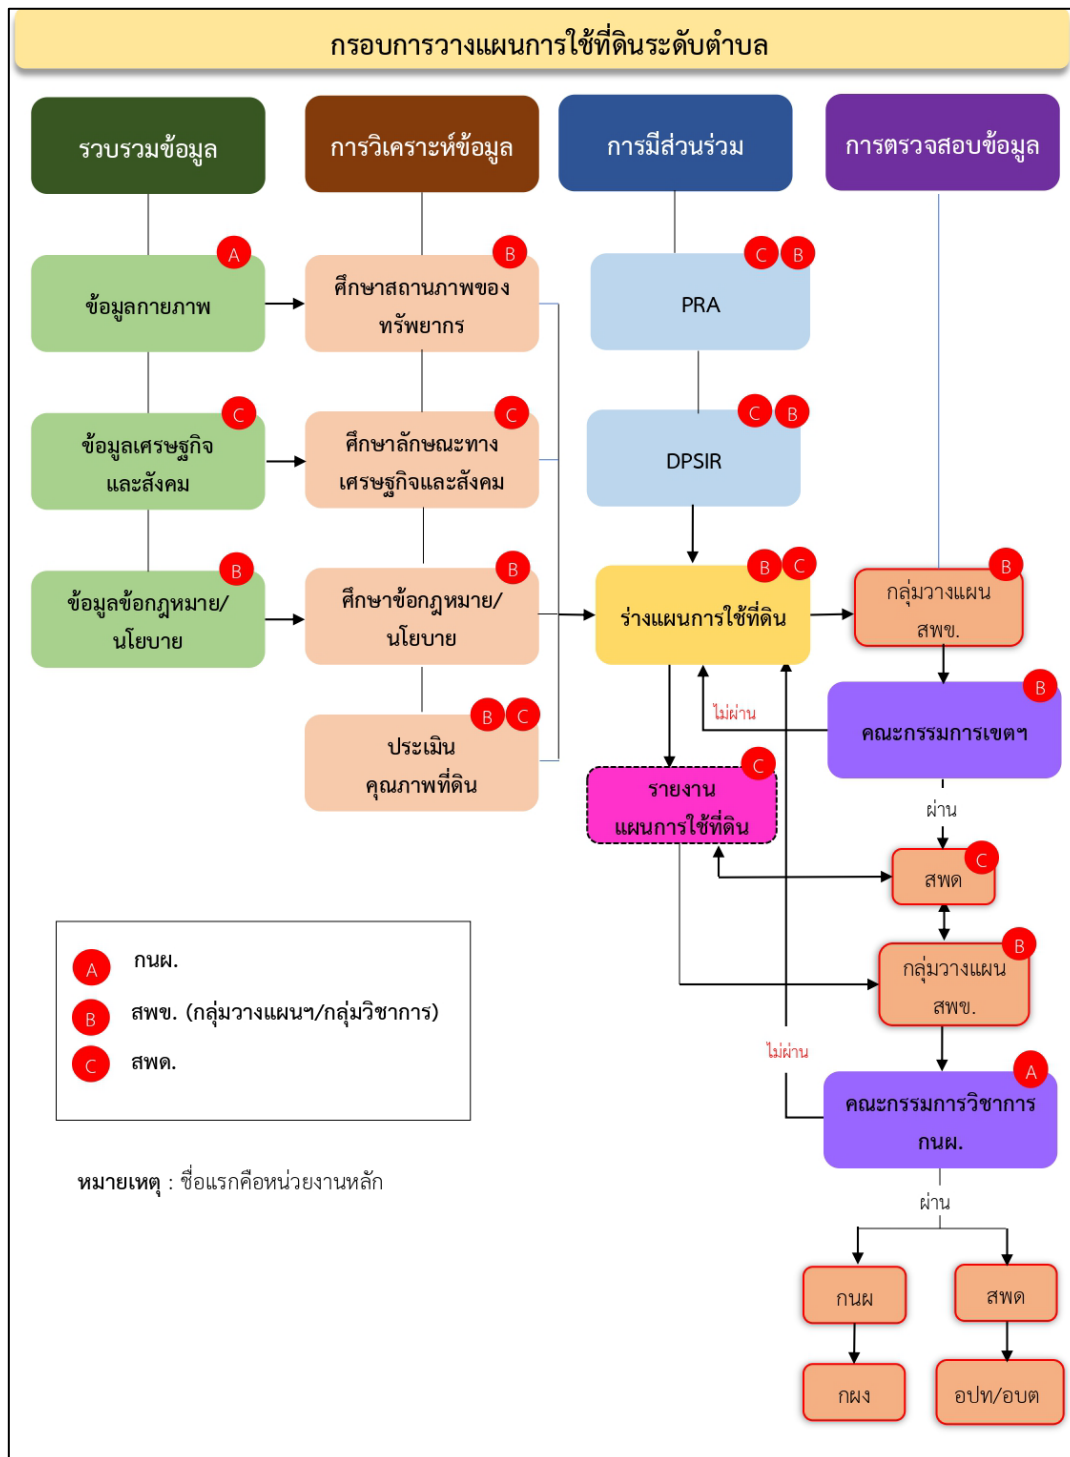 กรอบการวางแผนการใช้ที่ดินระดับตำบล
รวบรวมข้อมูล
การวิเคราะห์ข้อมูล
การมีส่วนร่วม
การตรวจสอบข้อมูล
A
ข้อมูลกายภาพ
B
ศึกษาสถานภาพของ
ทรัพยากร
C B
PRA
C
ข้อมูลเศรษฐกิจ
และสังคม
C
ศึกษาลักษณะทาง
เศรษฐกิจและสังคม
C B
DPSIR
B
ข้อมูลข้อกฎหมาย/
นโยบาย
B
ศึกษาข้อกฎหมาย/
นโยบาย
B C
ร่างแผนการใช้ที่ดิน
B
กลุ่มวางแผน
สพข.
B C
ประเมิน
คุณภาพที่ดิน
ไม่ผ่าน
B
คณะกรรมการเขตฯ
C
รายงาน
แผนการใช้ที่ดิน
ผ่าน
C
สพด
B
กลุ่มวางแผน
สพข.
A กนผ.
B สพข. (กลุ่มวางแผนฯ/กลุ่มวิชาการ)
C สพด.
ไม่ผ่าน
A
คณะกรรมการวิชาการ
กนผ.
หมายเหตุ : ชื่อแรกคือหน่วยงานหลัก
ผ่าน
กนผ
สพด
กผง
อปท/อบต